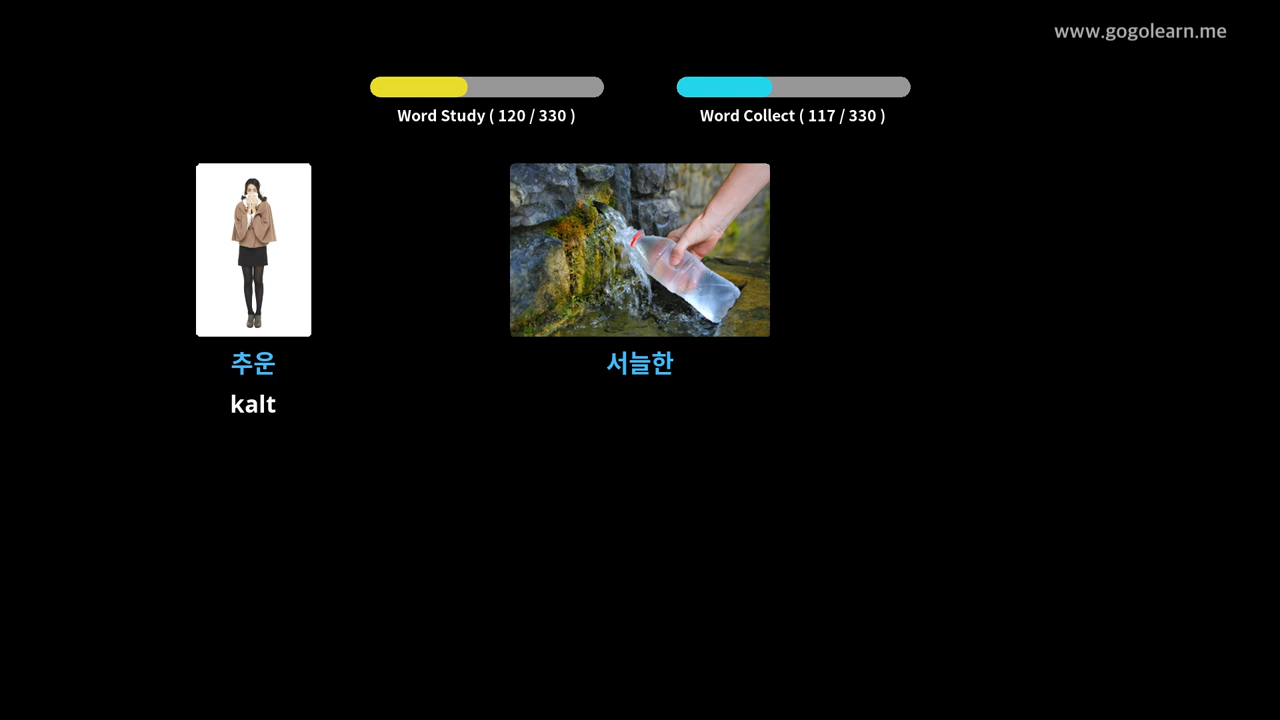 www.gogolearn.me
Word Study ( 120 / 330 )
Word Collect ( 117 / 330 )
추운
서늘한
kalt